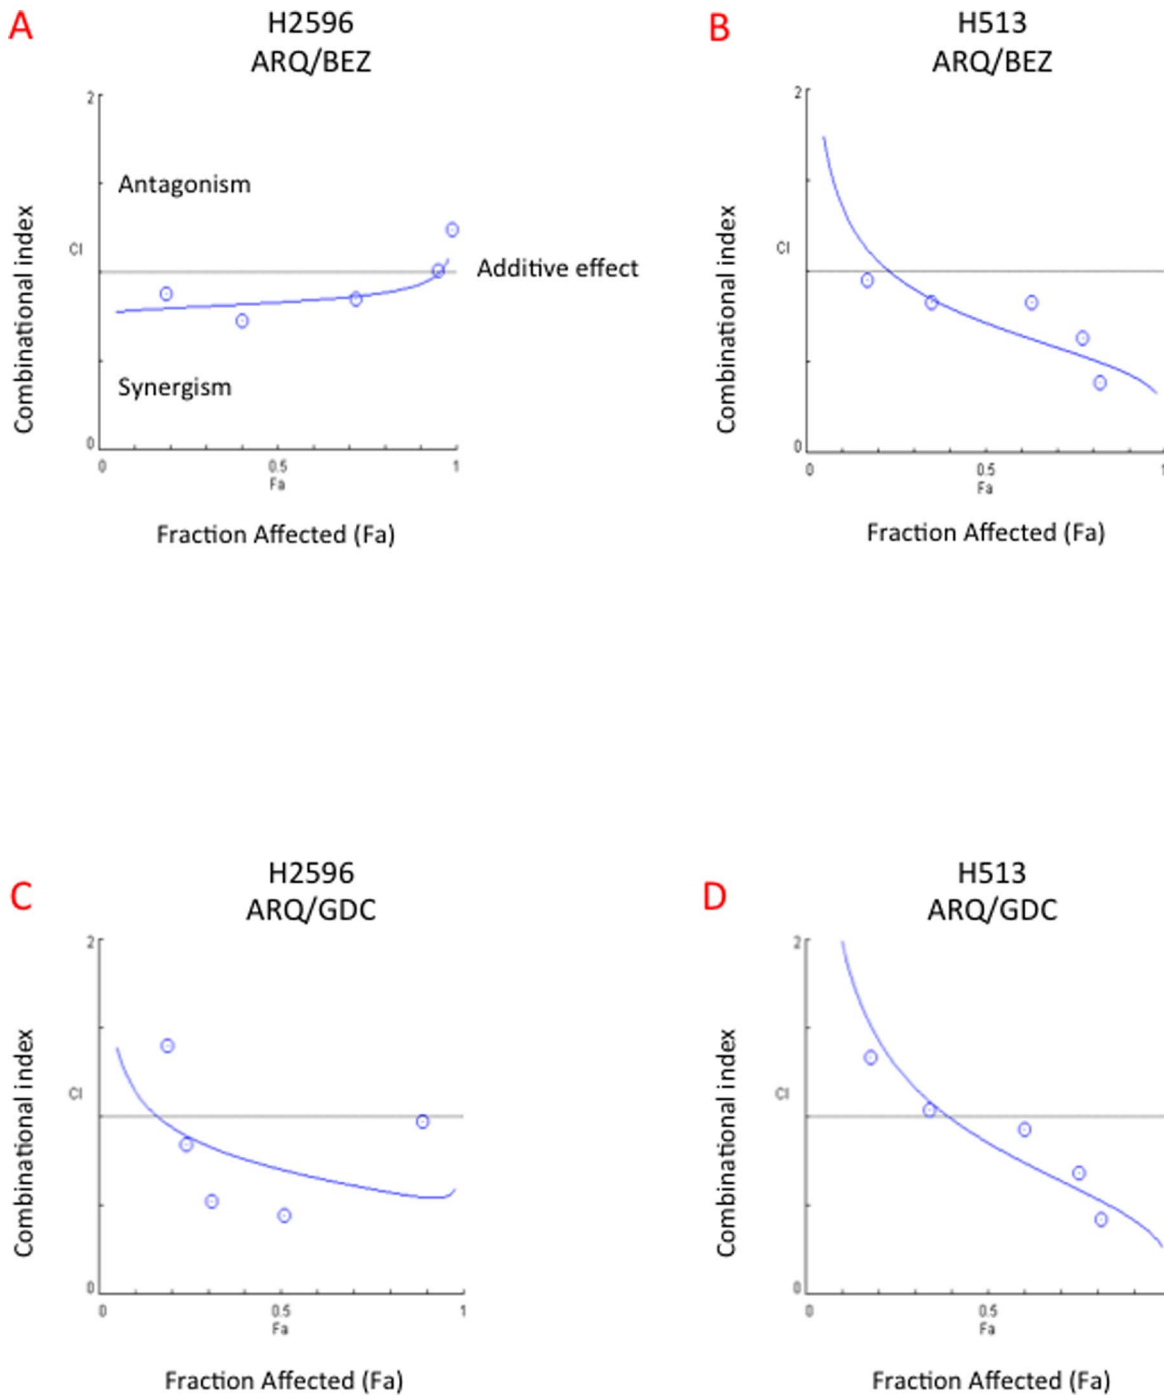 A
H2596
ARQ/BEZ
2
Antagonism
CI
Combinational index
Additive effect
Synergism
0
0
0.5
1
Fa
Fraction Affected (Fa)
B
H513
ARQ/BEZ
2
CI
Combinational index
0
0
0.5
1
Fa
Fraction Affected (Fa)
C
H2596
ARQ/GDC
2
CI
Combinational index
0
0
0.5
1
Fa
Fraction Affected (Fa)
D
H513
ARQ/GDC
2
CI
Combinational index
0
0
0.5
Fa
Fraction Affected (Fa)